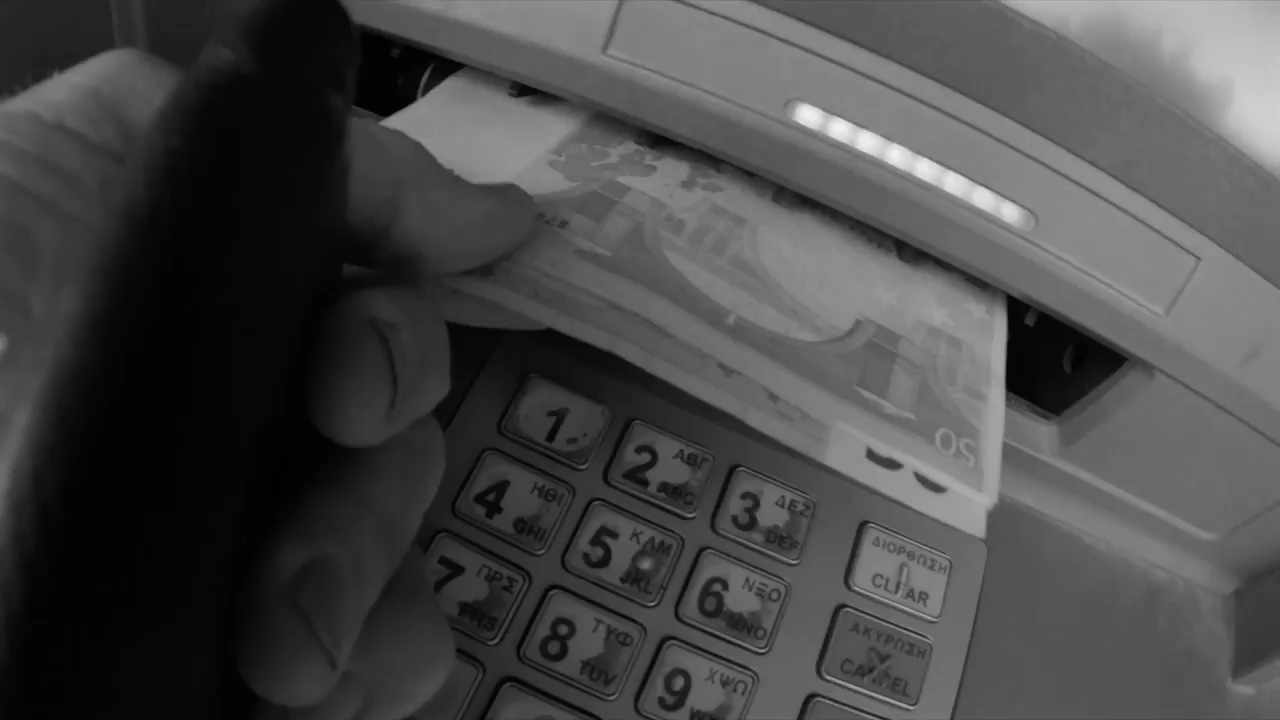 50
1
2 ΑΒΓ
ABC
3 ΔΕΖ
DEF
4 ΗΘΙ
GHI
5 ΚΛΜ
JKL
6 ΝΞΟ
MNO
7 ΠΡΣ
PRS
8 ΤΥΦ
TUV
9 ΧΨΩ
ΔΙΟΡΘΩΣΗ
CLEAR
ΑΚΥΡΩΣΗ
CANCEL